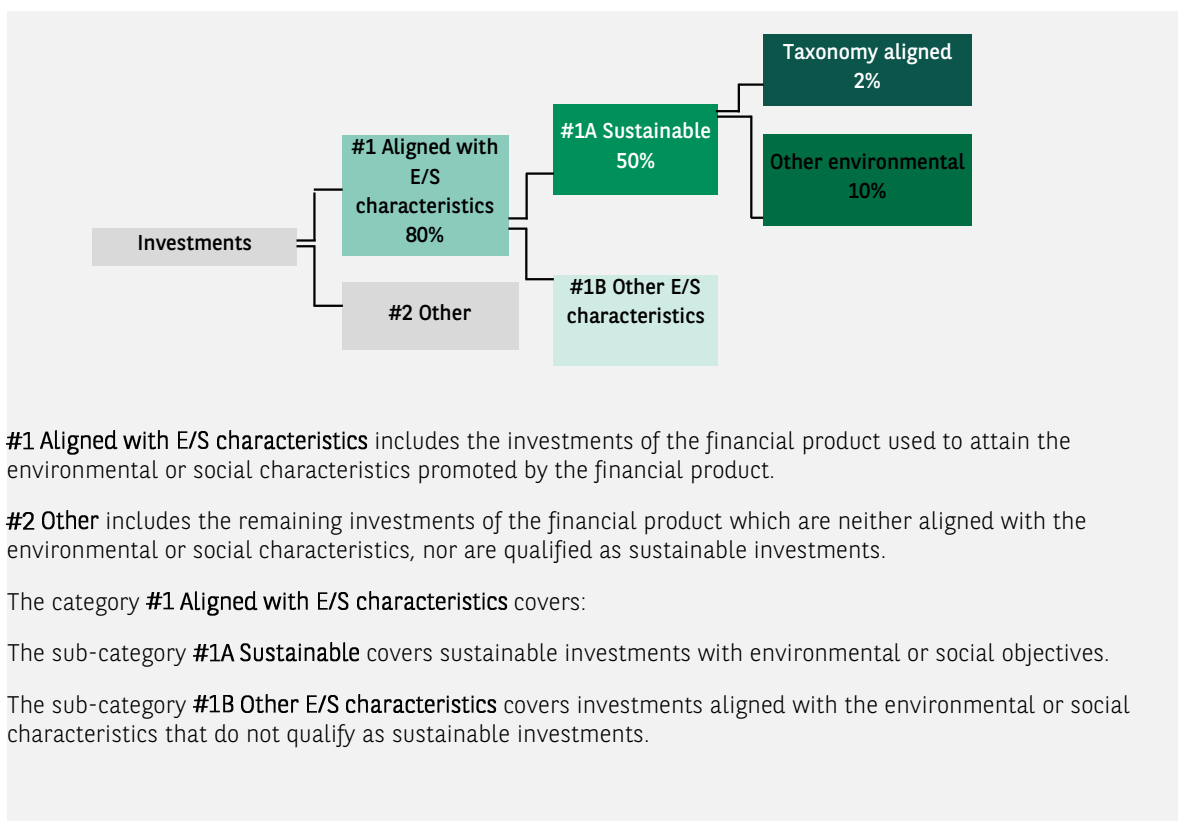 Taxonomy aligned
2%
#1A Sustainable
50%
Other environmental
10%
#1 Aligned with
E/S
characteristics
80%
Investments
#2 Other
#1B Other E/S
characteristics
#1 Aligned with E/S characteristics includes the investments of the financial product used to attain the
environmental or social characteristics promoted by the financial product.
#2 Other includes the remaining investments of the financial product which are neither aligned with the
environmental or social characteristics, nor are qualified as sustainable investments.
The category #1 Aligned with E/S characteristics covers:
The sub-category #1A Sustainable covers sustainable investments with environmental or social objectives.
The sub-category #1B Other E/S characteristics covers investments aligned with the environmental or social
characteristics that do not qualify as sustainable investments.